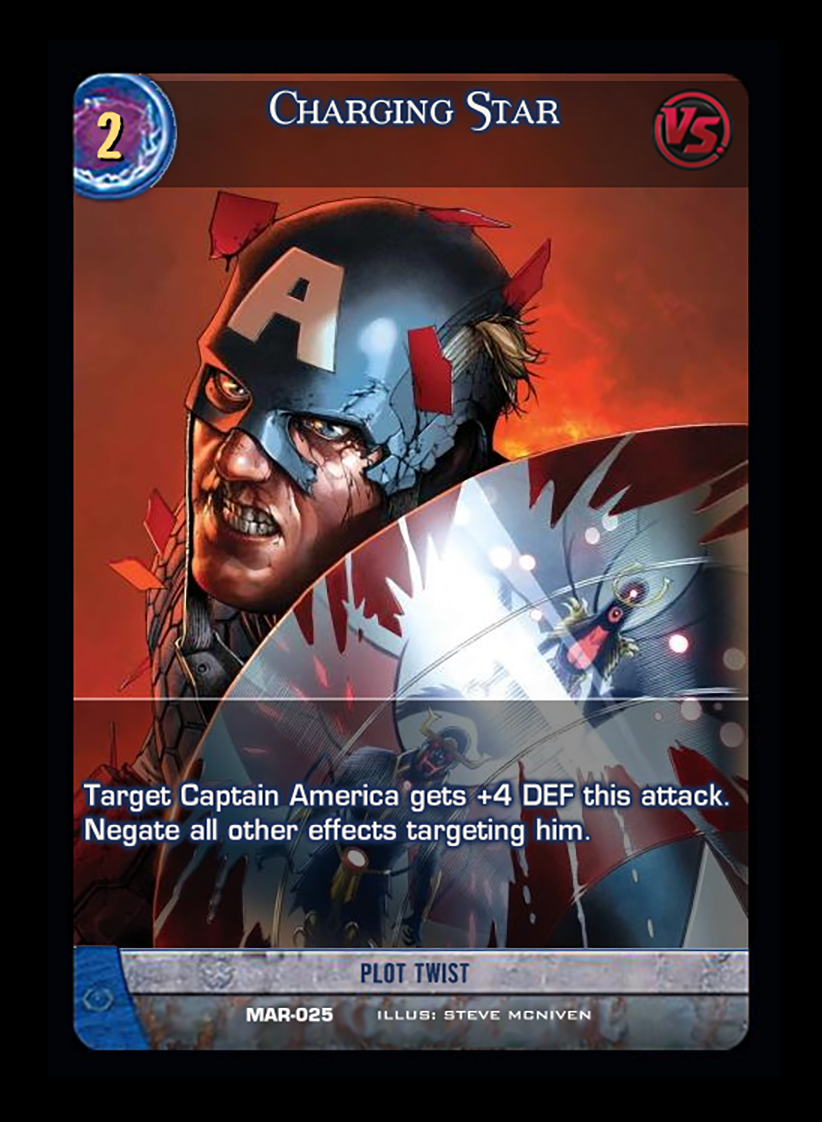 2
Charging Star
VS.
A
Target Captain America gets +4 DEF this attack.
Negate all other effects targeting him.
PLOT TWIST
MAR-025 ILLUS: STEVE MCNIVEN